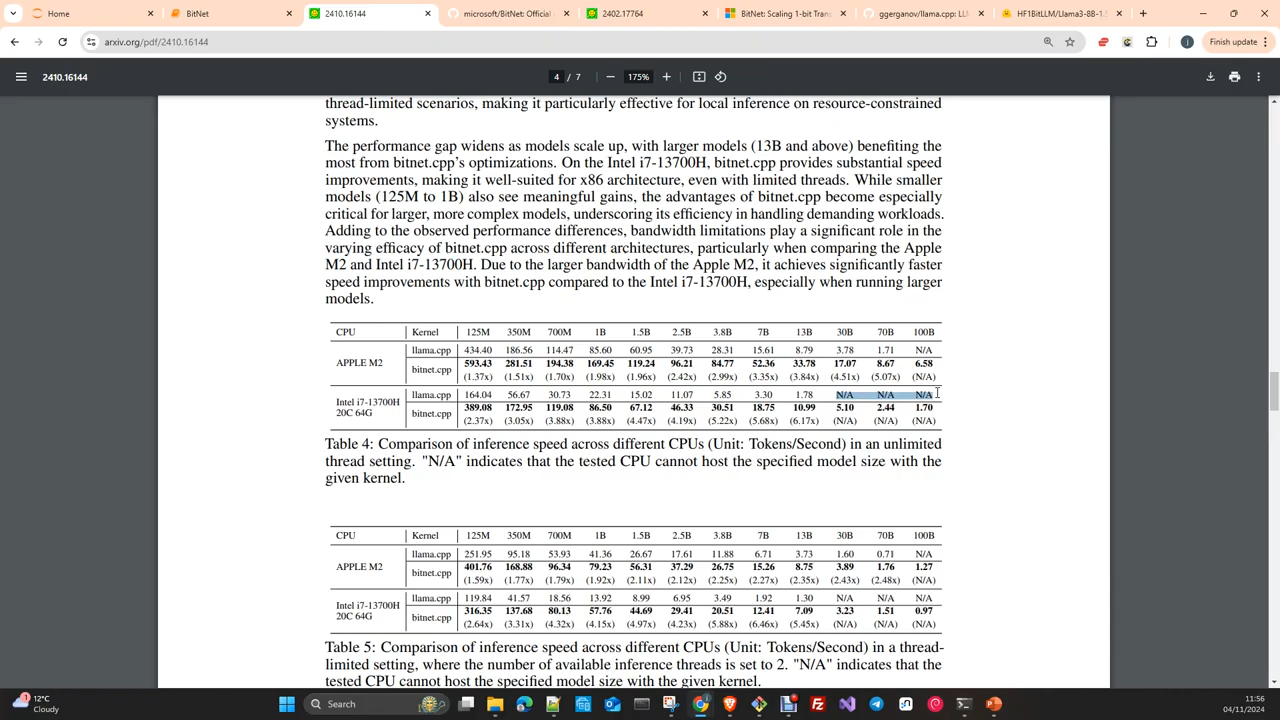 Home
BitNet
2410.16144
microsoft/BitNet: Official
2402.17764
BitNet: Scaling 1-bit Trans
ggerganov/llama.cpp: LL
HF1BitLLM/Llama3-8B-1.5
arxiv.org/pdf/2410.16144
Finish update
2410.16144
4 / 7
175%
thread-limited scenarios, making it particularly effective for local inference on resource-constrained
systems.
The performance gap widens as models scale up, with larger models (13B and above) benefiting the
most from bitnet.cpp's optimizations. On the Intel i7-13700H, bitnet.cpp provides substantial speed
improvements, making it well-suited for x86 architecture, even with limited threads. While smaller
models (125M to 1B) also see meaningful gains, the advantages of bitnet.cpp become especially
critical for larger, more complex models, underscoring its efficiency in handling demanding workloads.
Adding to the observed performance differences, bandwidth limitations play a significant role in the
varying efficacy of bitnet.cpp across different architectures, particularly when comparing the Apple
M2 and Intel i7-13700H. Due to the larger bandwidth of the Apple M2, it achieves significantly faster
speed improvements with bitnet.cpp compared to the Intel i7-13700H, especially when running larger
models.
CPU Kernel 125M 350M 700M 1B 1.5B 2.5B 3.8B 7B 13B 30B 70B 100B
APPLE M2
llama.cpp 434.40 186.56 114.47 85.60 60.95 39.73 28.31 15.61 8.79 3.78 1.71 N/A
bitnet.cpp 593.43 281.51 194.38 169.45 119.24 96.21 84.77 52.36 33.78 17.07 8.67 6.58
(1.37x) (1.51x) (1.70x) (1.98x) (1.96x) (2.42x) (2.99x) (3.35x) (3.84x) (4.51x) (5.07x) (N/A)
Intel i7-13700H
20C 64G
llama.cpp 164.04 56.67 30.73 22.31 15.02 11.07 5.85 3.30 1.78 N/A N/A N/A
bitnet.cpp 389.08 172.95 119.08 86.50 67.12 46.33 30.51 18.75 10.99 5.10 2.44 1.70
(2.37x) (3.05x) (3.88x) (3.88x) (4.47x) (4.19x) (5.22x) (5.68x) (6.17x) (N/A) (N/A) (N/A)
Table 4: Comparison of inference speed across different CPUs (Unit: Tokens/Second) in an unlimited
thread setting. "N/A" indicates that the tested CPU cannot host the specified model size with the
given kernel.
CPU Kernel 125M 350M 700M 1B 1.5B 2.5B 3.8B 7B 13B 30B 70B 100B
APPLE M2
llama.cpp 251.95 95.18 53.93 41.36 26.67 17.61 11.88 6.71 3.73 1.60 0.71 N/A
bitnet.cpp 401.76 168.88 96.34 79.23 56.31 37.29 26.75 15.26 8.75 3.89 1.76 1.27
(1.59x) (1.77x) (1.79x) (1.92x) (2.11x) (2.12x) (2.25x) (2.27x) (2.35x) (2.43x) (2.48x) (N/A)
Intel i7-13700H
20C 64G
llama.cpp 119.84 41.57 18.56 13.92 8.99 6.95 3.49 1.92 1.30 N/A N/A N/A
bitnet.cpp 316.35 137.68 80.13 57.76 44.69 29.41 20.51 12.41 7.09 3.23 1.51 0.97
(2.64x) (3.31x) (4.32x) (4.15x) (4.97x) (4.23x) (5.88x) (6.46x) (5.45x) (N/A) (N/A) (N/A)
Table 5: Comparison of inference speed across different CPUs (Unit: Tokens/Second) in a thread-
limited setting, where the number of available inference threads is set to 2. "N/A" indicates that the
tested CPU cannot host the specified model size with the given kernel.
12°C
Cloudy
Search
11:56
04/11/2024